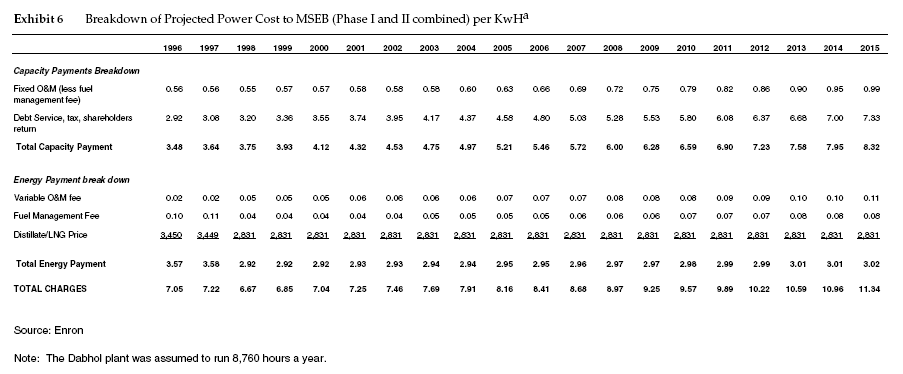 Exhibit 6 Breakdown of Projected Power Cost to MSEB (Phase I and II combined) per KwHa
1996 1997 1998 1999 2000 2001 2002 2003 2004 2005 2006 2007 2008 2009 2010 2011 2012 2013 2014 2015
Capacity Payments Breakdown
Fixed O&M (less fuel management fee) 0.56 0.56 0.55 0.57 0.57 0.58 0.58 0.58 0.60 0.63 0.66 0.69 0.72 0.75 0.79 0.82 0.86 0.90 0.95 0.99
Debt Service, tax, shareholders return 2.92 3.08 3.20 3.36 3.55 3.74 3.95 4.17 4.37 4.58 4.80 5.03 5.28 5.53 5.80 6.08 6.37 6.68 7.00 7.33
Total Capacity Payment 3.48 3.64 3.75 3.93 4.12 4.32 4.53 4.75 4.97 5.21 5.46 5.72 6.00 6.28 6.59 6.90 7.23 7.58 7.95 8.32
Energy Payment break down
Variable O&M fee 0.02 0.02 0.05 0.05 0.05 0.06 0.06 0.06 0.06 0.07 0.07 0.07 0.08 0.08 0.08 0.09 0.09 0.10 0.10 0.11
Fuel Management Fee 0.10 0.11 0.04 0.04 0.04 0.04 0.04 0.05 0.05 0.05 0.05 0.06 0.06 0.06 0.07 0.07 0.07 0.08 0.08 0.08
Distillate/LNG Price 3,450 3,449 2,831 2,831 2,831 2,831 2,831 2,831 2,831 2,831 2,831 2,831 2,831 2,831 2,831 2,831 2,831 2,831 2,831 2,831
Total Energy Payment 3.57 3.58 2.92 2.92 2.92 2.93 2.93 2.94 2.94 2.95 2.95 2.96 2.97 2.97 2.98 2.99 2.99 3.01 3.01 3.02
TOTAL CHARGES 7.05 7.22 6.67 6.85 7.04 7.25 7.46 7.69 7.91 8.16 8.41 8.68 8.97 9.25 9.57 9.89 10.22 10.59 10.96 11.34
Source: Enron
Note: The Dabhol plant was assumed to run 8,760 hours a year.